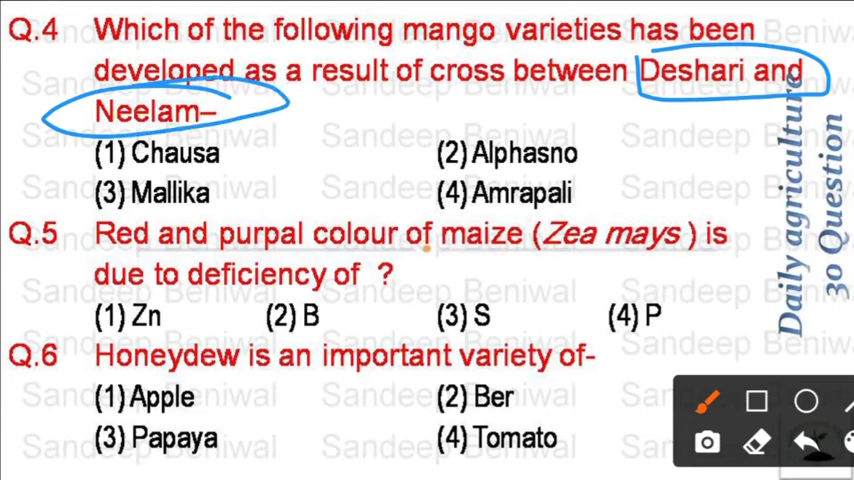 Q.4 Which of the following mango varieties has been
developed as a result of cross between Deshari and
Neelam–
(1) Chausa (2) Alphasno
(3) Mallika (4) Amrapali
Q.5 Red and purpal colour of maize (Zea mays ) is
due to deficiency of ?
(1) Zn (2) B (3) S (4) P
Q.6 Honeydew is an important variety of-
(1) Apple (2) Ber
(3) Papaya (4) Tomato
Daily agriculture
30 Question
Sandeep Beniwal